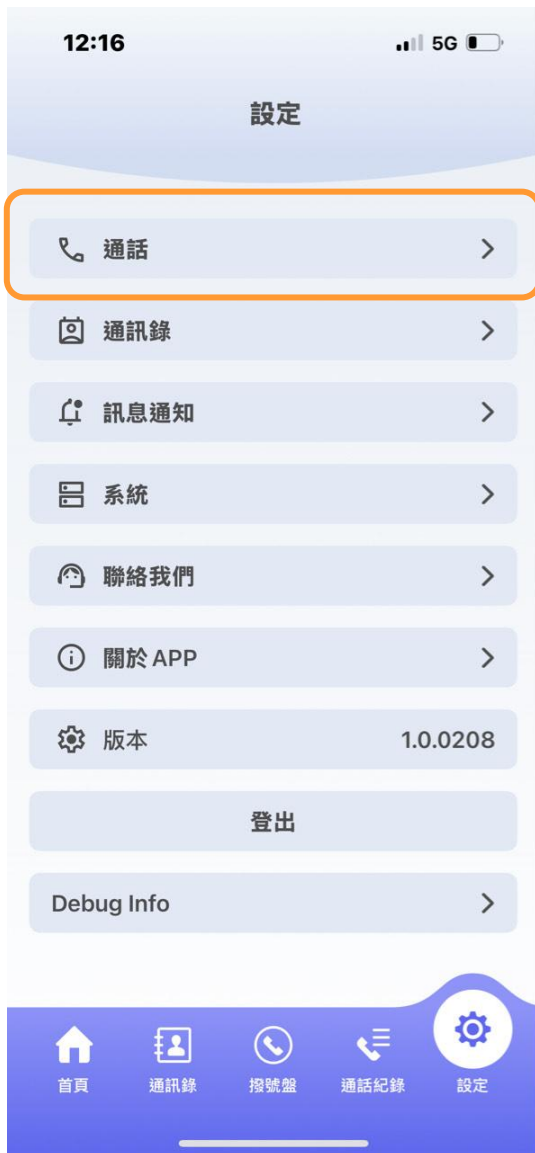 12:16 5G
設定
通話
通訊錄
訊息通知
系統
聯絡我們
關於 APP
版本 1.0.0208
登出
Debug Info
首頁 通訊錄 撥號盤 通話紀錄 設定